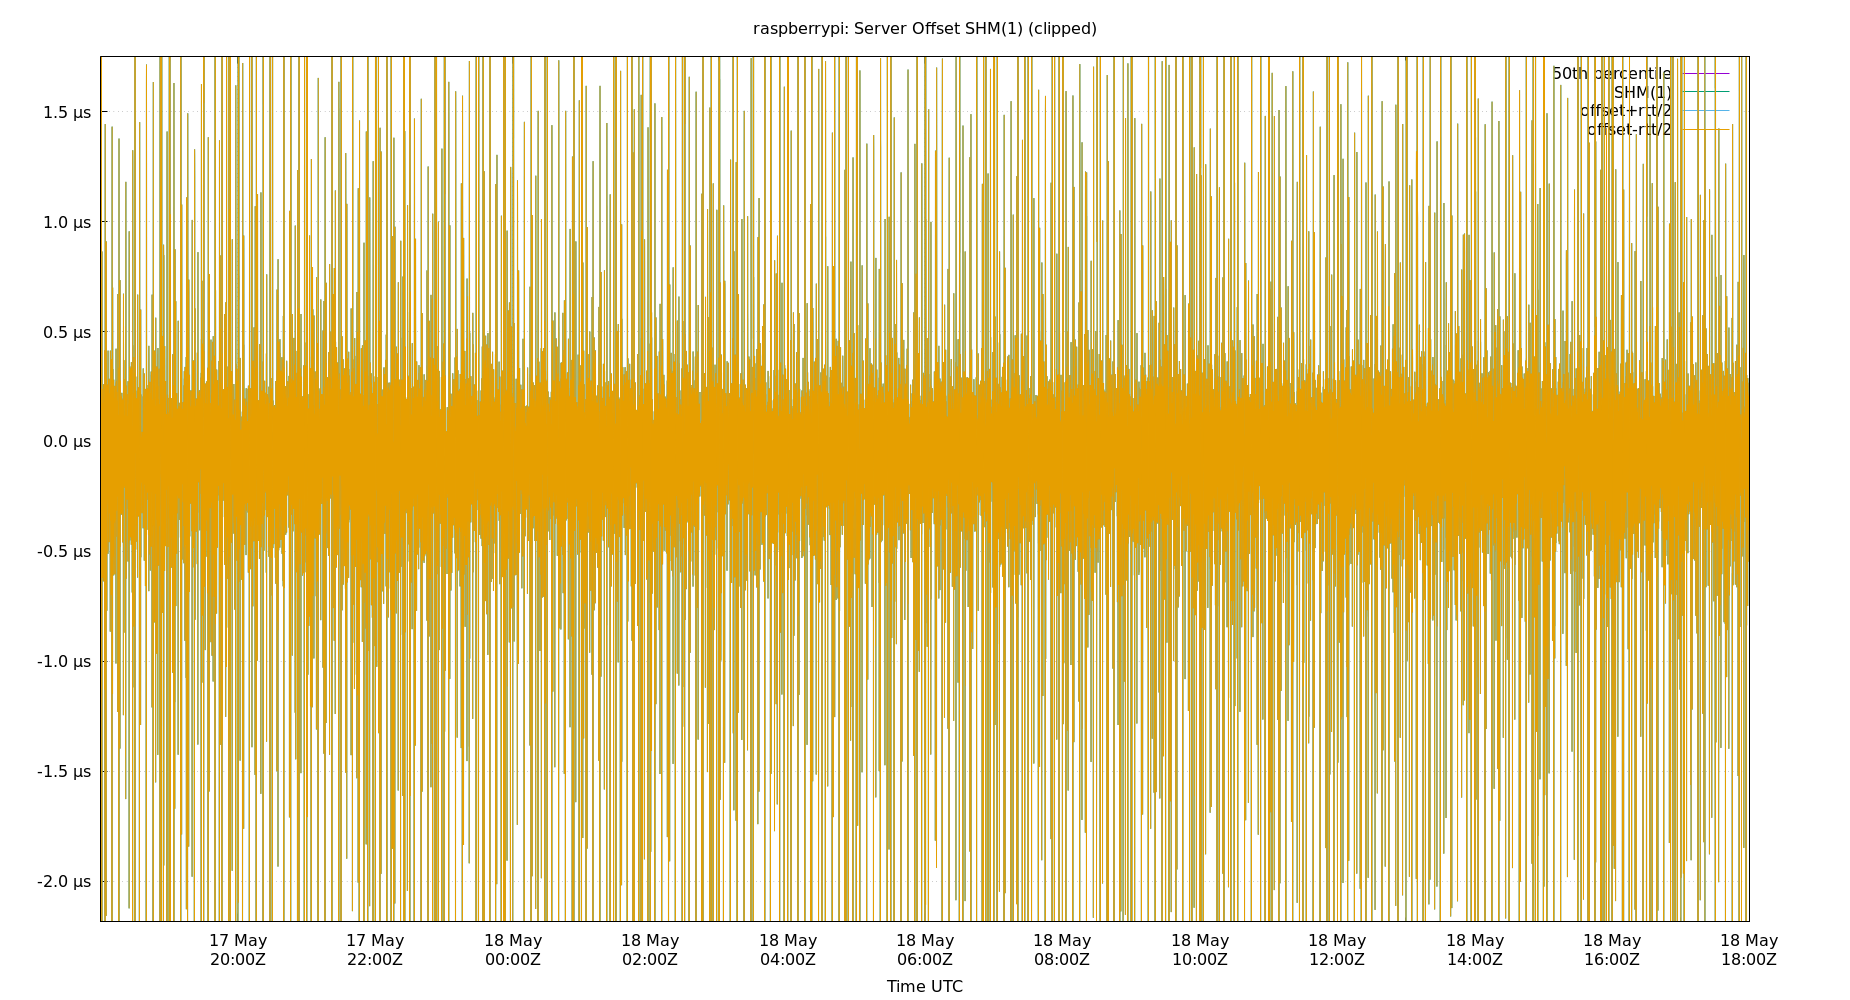 raspberrypi: Server Offset SHM(1) (clipped)
50th percentile
SHM(1)
offset+rtt/2
offset-rtt/2
1.5 µs
1.0 µs
0.5 µs
0.0 µs
-0.5 µs
-1.0 µs
-1.5 µs
-2.0 µs
17 May 17 May 18 May 18 May 18 May 18 May 18 May 18 May 18 May 18 May 18 May 18 May
20:00Z 22:00Z 00:00Z 02:00Z 04:00Z 06:00Z 08:00Z 10:00Z 12:00Z 14:00Z 16:00Z 18:00Z
Time UTC